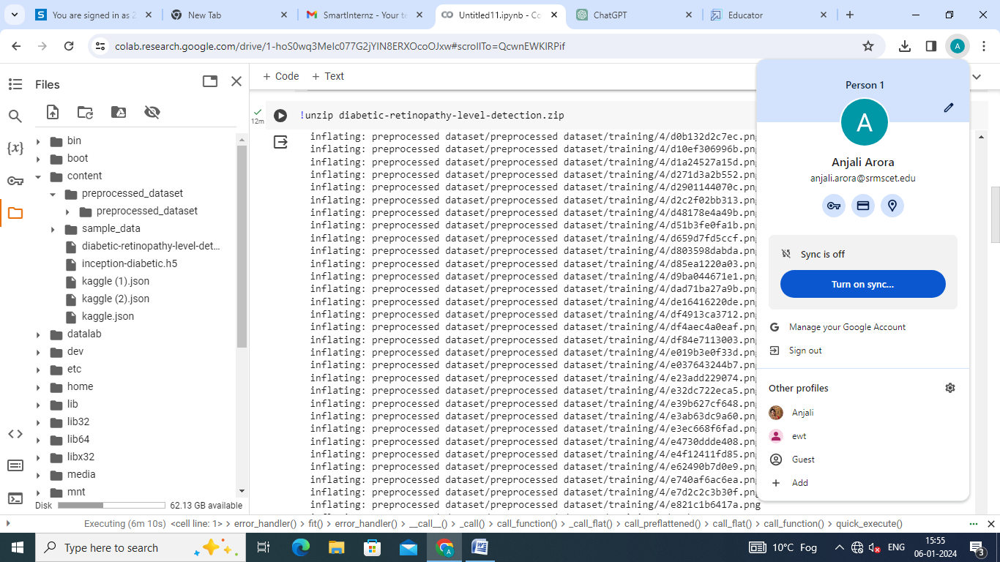 You are signed in as 2
New Tab
SmartInternz - Your te
Untitled11.ipynb - Co
ChatGPT
Educator
colab.research.google.com/drive/1-hoS0wq3MeIc077G2jYIN8ERXOcoOJxw#scrollTo=QcwnEWKIRPif
A
Files
+ Code + Text
Person 1
A
Anjali Arora
anjali.arora@srmscet.edu
Sync is off
Turn on sync...
Manage your Google Account
Sign out
Other profiles
Anjali
ewt
Guest
Add
bin
boot
content
preprocessed_dataset
preprocessed_dataset
sample_data
diabetic-retinopathy-level-det...
inception-diabetic.h5
kaggle (1).json
kaggle (2).json
kaggle.json
datalab
dev
etc
home
lib
lib32
lib64
libx32
media
mnt
Disk 62.13 GB available
{x}
12m
!unzip diabetic-retinopathy-level-detection.zip
inflating: preprocessed dataset/preprocessed dataset/training/4/d0b132d2c7ec.png
inflating: preprocessed dataset/preprocessed dataset/training/4/d10ef306996b.png
inflating: preprocessed dataset/preprocessed dataset/training/4/d1a24527a15d.png
inflating: preprocessed dataset/preprocessed dataset/training/4/d271d3a2b552.png
inflating: preprocessed dataset/preprocessed dataset/training/4/d2901144070c.png
inflating: preprocessed dataset/preprocessed dataset/training/4/d2c2f02bb313.png
inflating: preprocessed dataset/preprocessed dataset/training/4/d48178e4a49b.png
inflating: preprocessed dataset/preprocessed dataset/training/4/d51b3fe0fa1b.png
inflating: preprocessed dataset/preprocessed dataset/training/4/d659d7fd5ccf.png
inflating: preprocessed dataset/preprocessed dataset/training/4/d803598dabda.png
inflating: preprocessed dataset/preprocessed dataset/training/4/d85ea1220a03.png
inflating: preprocessed dataset/preprocessed dataset/training/4/d9ba044671e1.png
inflating: preprocessed dataset/preprocessed dataset/training/4/dad71ba27a9b.png
inflating: preprocessed dataset/preprocessed dataset/training/4/de16416220de.png
inflating: preprocessed dataset/preprocessed dataset/training/4/df4913ca3712.png
inflating: preprocessed dataset/preprocessed dataset/training/4/df4aec4a0eaf.png
inflating: preprocessed dataset/preprocessed dataset/training/4/df84e7113003.png
inflating: preprocessed dataset/preprocessed dataset/training/4/e019b3e0f33d.png
inflating: preprocessed dataset/preprocessed dataset/training/4/e037643244b7.png
inflating: preprocessed dataset/preprocessed dataset/training/4/e23add229074.png
inflating: preprocessed dataset/preprocessed dataset/training/4/e32dc722eca5.png
inflating: preprocessed dataset/preprocessed dataset/training/4/e39b627cf648.png
inflating: preprocessed dataset/preprocessed dataset/training/4/e3ab63dc9a60.png
inflating: preprocessed dataset/preprocessed dataset/training/4/e3ec668f6fad.png
inflating: preprocessed dataset/preprocessed dataset/training/4/e4730ddde408.png
inflating: preprocessed dataset/preprocessed dataset/training/4/e4f12411fd85.png
inflating: preprocessed dataset/preprocessed dataset/training/4/e62490b7d0e9.png
inflating: preprocessed dataset/preprocessed dataset/training/4/e740af6ac6ea.png
inflating: preprocessed dataset/preprocessed dataset/training/4/e7d2c2c3b30f.png
inflating: preprocessed dataset/preprocessed dataset/training/4/e821c1b6417a.png
Executing (6m 10s) <cell line: 1> > error_handler() > fit() > error_handler() > __call__() > _call() > call_function() > _call_flat() > call_preflattened() > call_flat() > call_function() > quick_execute()
Type here to search
10°C Fog
ENG
15:55
06-01-2024
3